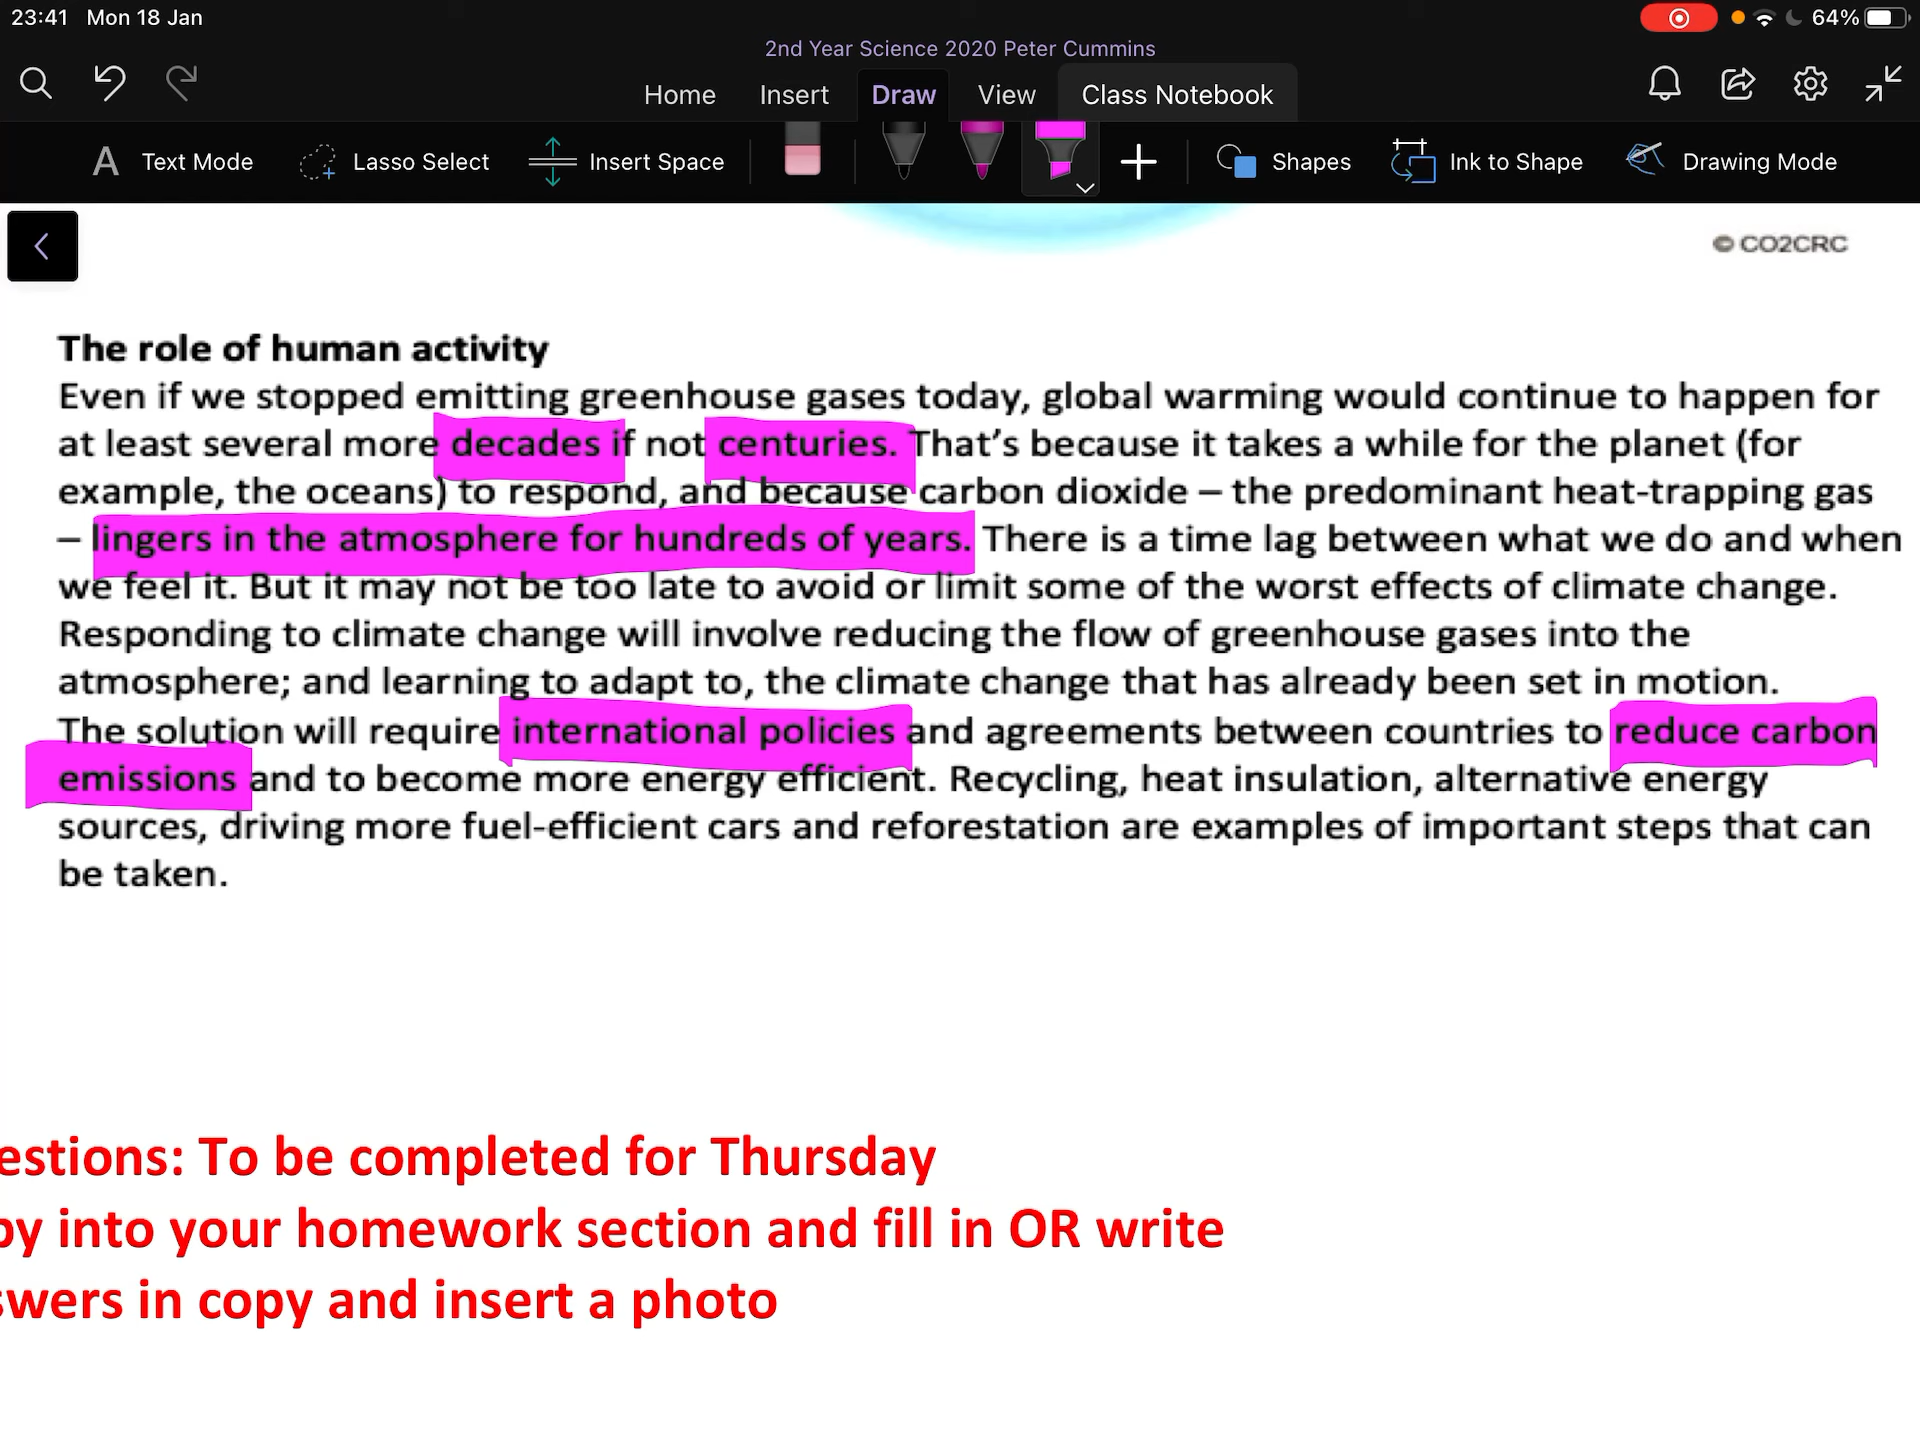 23:41 Mon 18 Jan 64%
2nd Year Science 2020 Peter Cummins
Home Insert Draw View Class Notebook
A Text Mode Lasso Select Insert Space Shapes Ink to Shape Drawing Mode
© CO2CRC
The role of human activity
Even if we stopped emitting greenhouse gases today, global warming would continue to happen for
at least several more decades if not centuries. That's because it takes a while for the planet (for
example, the oceans) to respond, and because carbon dioxide – the predominant heat-trapping gas
– lingers in the atmosphere for hundreds of years. There is a time lag between what we do and when
we feel it. But it may not be too late to avoid or limit some of the worst effects of climate change.
Responding to climate change will involve reducing the flow of greenhouse gases into the
atmosphere; and learning to adapt to, the climate change that has already been set in motion.
The solution will require international policies and agreements between countries to reduce carbon
emissions and to become more energy efficient. Recycling, heat insulation, alternative energy
sources, driving more fuel-efficient cars and reforestation are examples of important steps that can
be taken.
estions: To be completed for Thursday
py into your homework section and fill in OR write
swers in copy and insert a photo